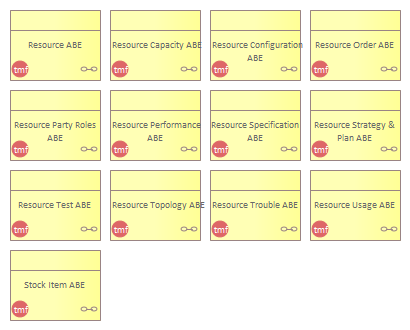 Resource ABE
tmf
Resource Capacity ABE
tmf
Resource Configuration
ABE
tmf
Resource Order ABE
tmf
Resource Party Roles
ABE
tmf
Resource Performance
ABE
tmf
Resource Specification
ABE
tmf
Resource Strategy &
Plan ABE
tmf
Resource Test ABE
tmf
Resource Topology ABE
tmf
Resource Trouble ABE
tmf
Resource Usage ABE
tmf
Stock Item ABE
tmf